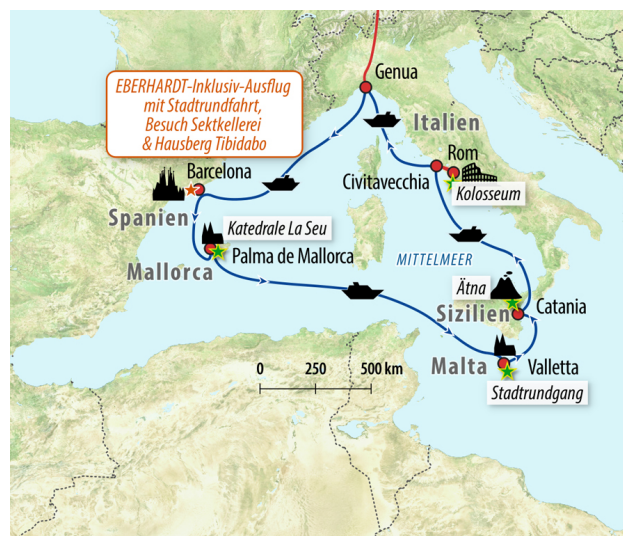 Genua
EBERHARDT-Inklusiv-Ausflug
mit Stadtrundfahrt,
Besuch Sektkellerei
& Hausberg Tibidabo
Italien
Rom
Barcelona
Civitavecchia
Kolosseum
Spanien
Katedrale La Seu
Palma de Mallorca
MITTELMEER
Mallorca
Ätna
Catania
Sizilien
0 250 500 km
Malta
Valletta
Stadtrundgang